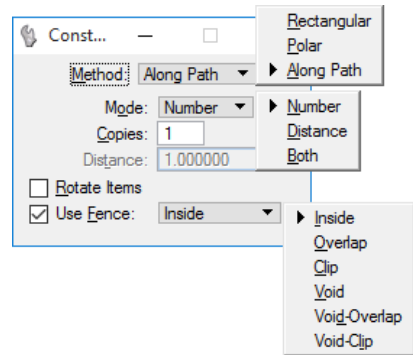 Const...
Method: Along Path
Rectangular
Polar
Along Path
Mode: Number
Number
Distance
Both
Copies: 1
Distance: 1.000000
Rotate Items
Use Fence: Inside
Inside
Overlap
Clip
Void
Void-Overlap
Void-Clip